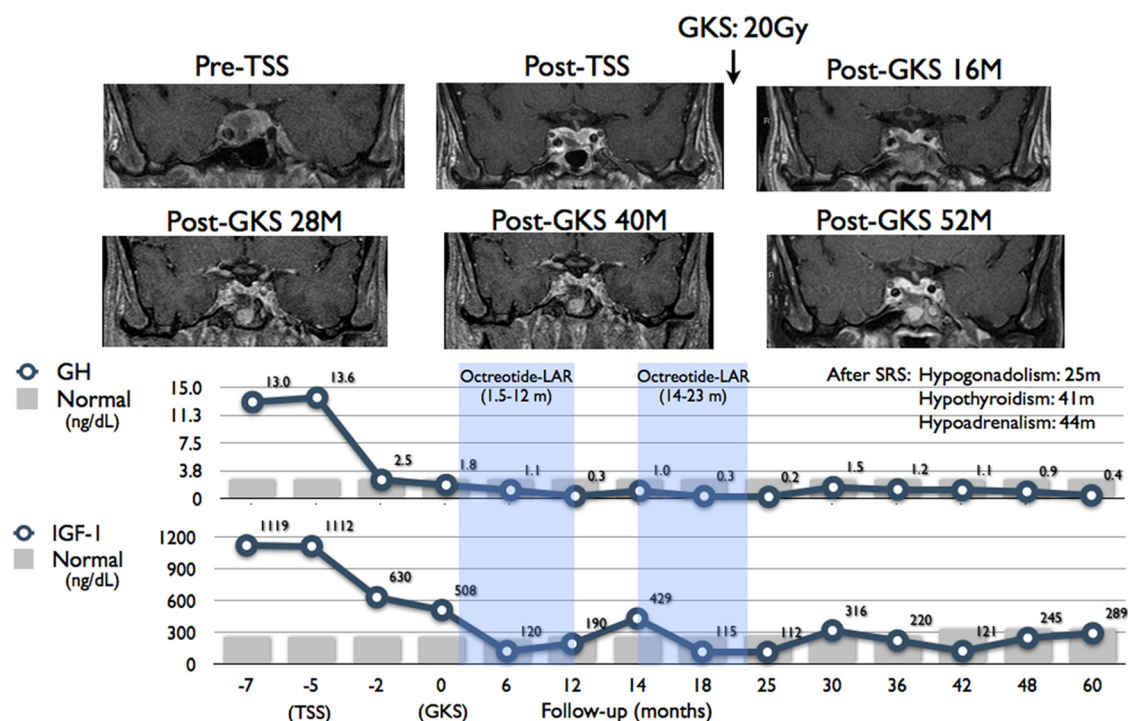 GKS: 20Gy
Pre-TSS
Post-TSS
Post-GKS 16M
R
Post-GKS 28M
Post-GKS 40M
Post-GKS 52M
R
GH
Normal
(ng/dL)
15.0
11.3
7.5
3.8
0
13.0
13.6
2.5
1.8
1.1
0.3
1.0
0.3
0.2
1.5
1.2
1.1
0.9
0.4
Octreotide-LAR
(1.5-12 m)
Octreotide-LAR
(14-23 m)
After SRS: Hypogonadism: 25m
Hypothyroidism: 41m
Hypoadrenalism: 44m
IGF-I
Normal
(ng/dL)
1200
900
600
300
0
1119
1112
630
508
120
190
429
115
112
316
220
121
245
289
-7
-5
-2
0
6
12
14
18
25
30
36
42
48
60
(TSS)
(GKS)
Follow-up (months)